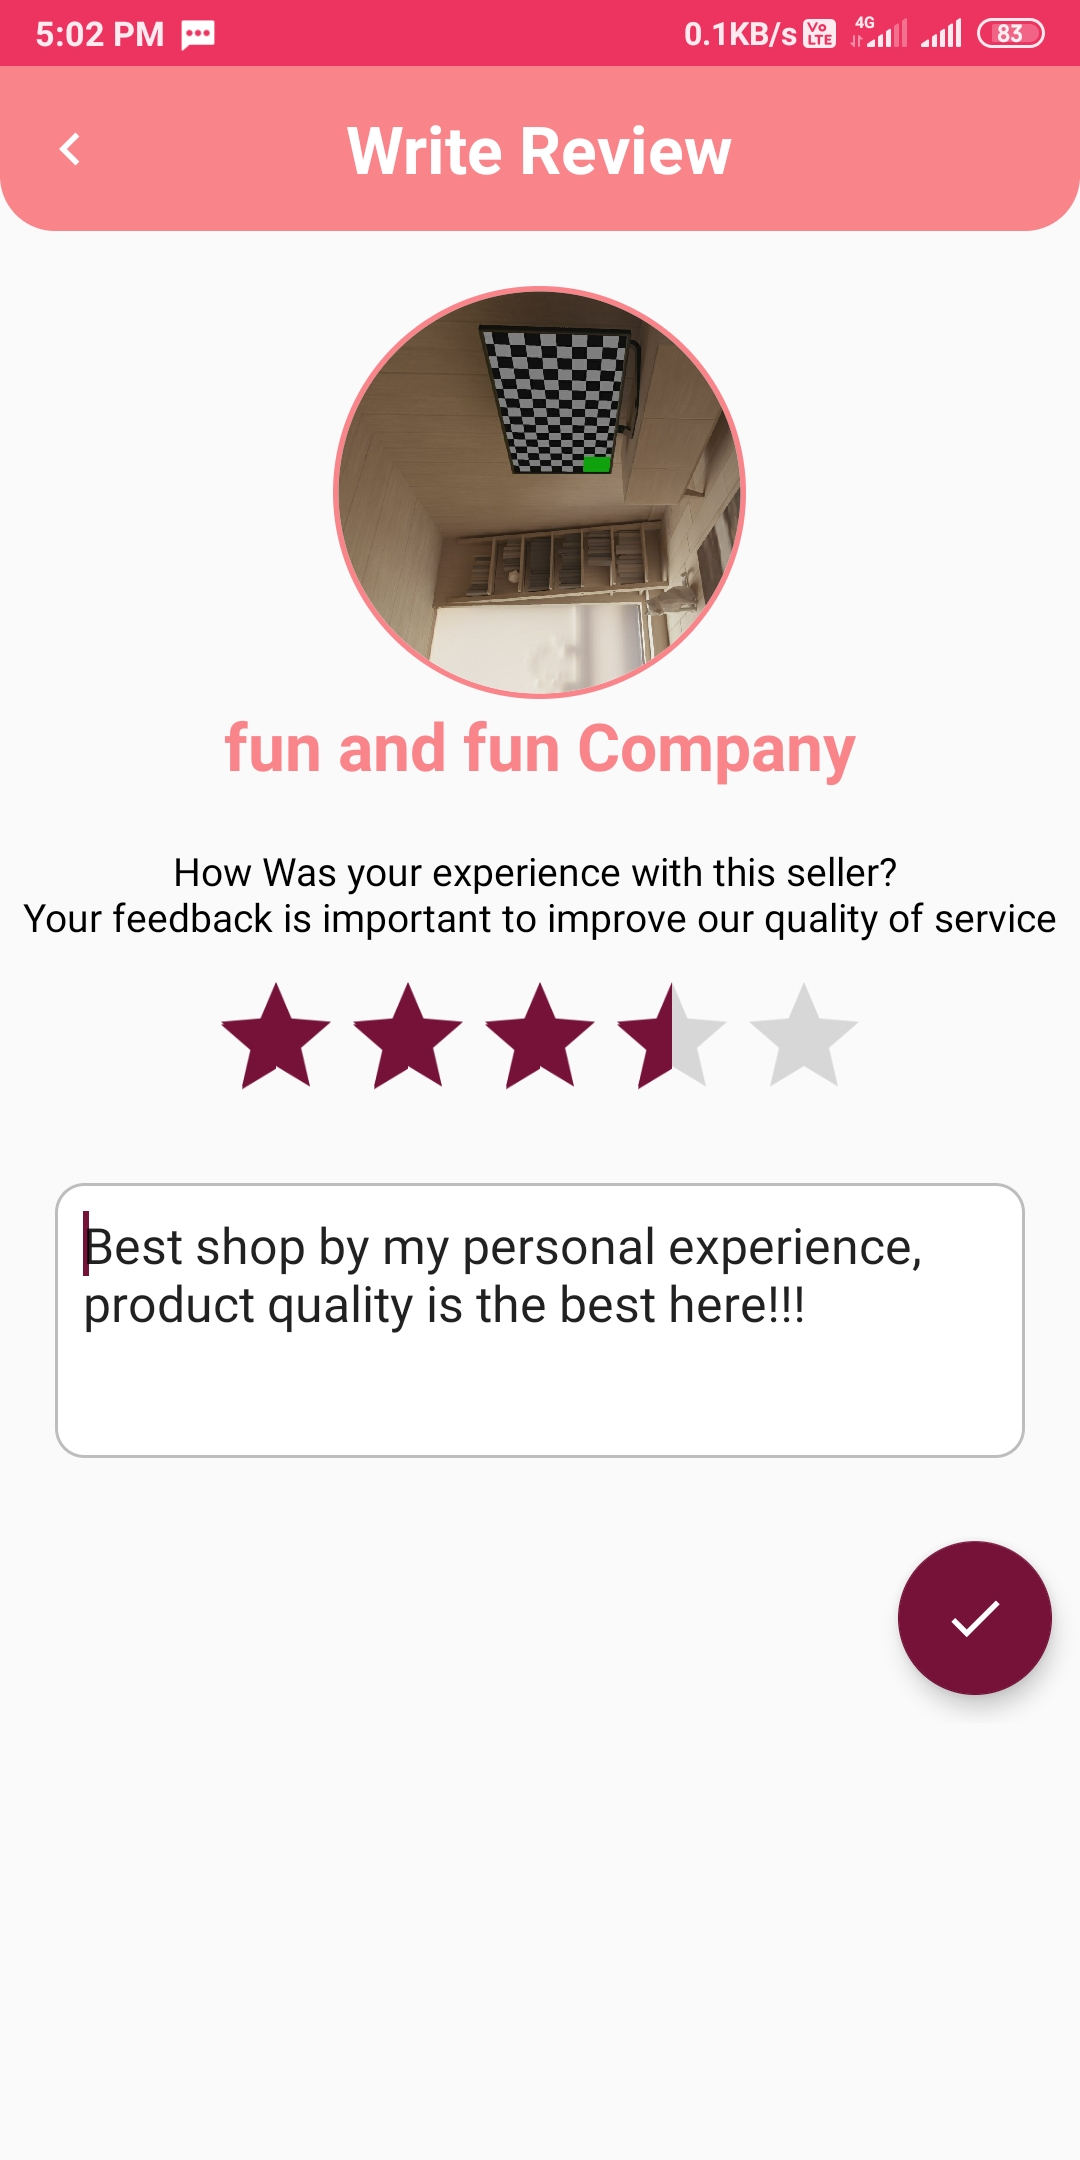 5:02 PM 0.1KB/s Vo LTE 4G 83
Write Review
fun and fun Company
How Was your experience with this seller?
Your feedback is important to improve our quality of service
Best shop by my personal experience,
product quality is the best here!!!